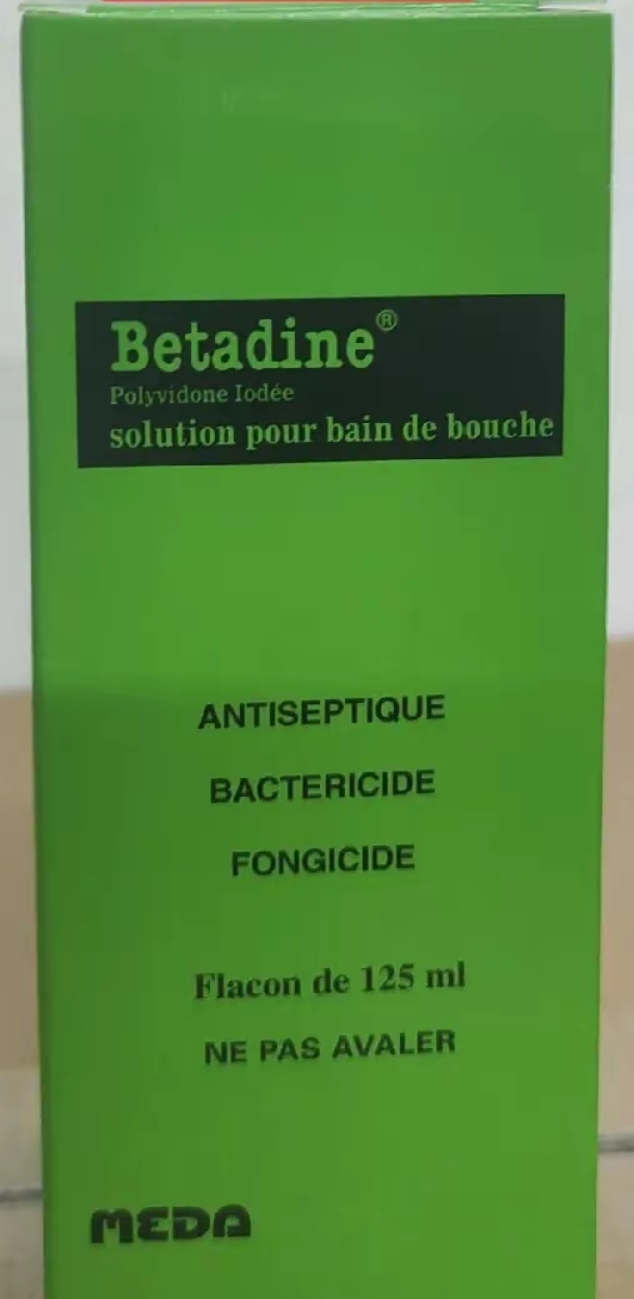 Betadine®
Polyvidone Iodée
solution pour bain de bouche
ANTISEPTIQUE
BACTERICIDE
FONGICIDE
Flacon de 125 ml
NE PAS AVALER
MEDA